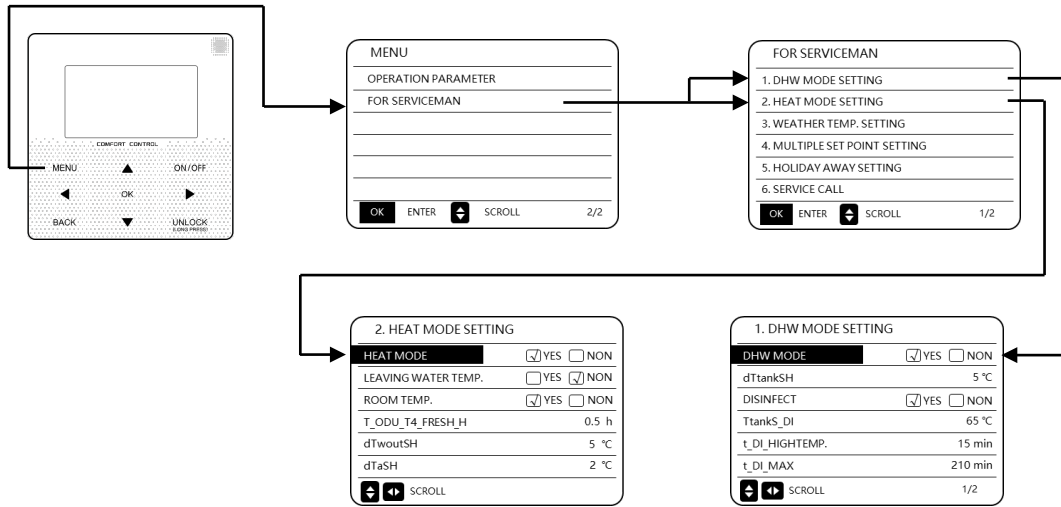 COMFORT CONTROL
MENU ON/OFF
OK
BACK UNLOCK
(LONG PRESS)
MENU
OPERATION PARAMETER
FOR SERVICEMAN
OK ENTER SCROLL 2/2
FOR SERVICEMAN
1. DHW MODE SETTING
2. HEAT MODE SETTING
3. WEATHER TEMP. SETTING
4. MULTIPLE SET POINT SETTING
5. HOLIDAY AWAY SETTING
6. SERVICE CALL
OK ENTER SCROLL 1/2
2. HEAT MODE SETTING
HEAT MODE YES NON
LEAVING WATER TEMP. YES NON
ROOM TEMP. YES NON
T_ODU_T4_FRESH_H 0.5 h
dTwoutSH 5 ℃
dTaSH 2 ℃
SCROLL
1. DHW MODE SETTING
DHW MODE YES NON
dTtankSH 5 ℃
DISINFECT YES NON
TtankS_DI 65 ℃
t_DI_HIGHTEMP. 15 min
t_DI_MAX 210 min
SCROLL 1/2